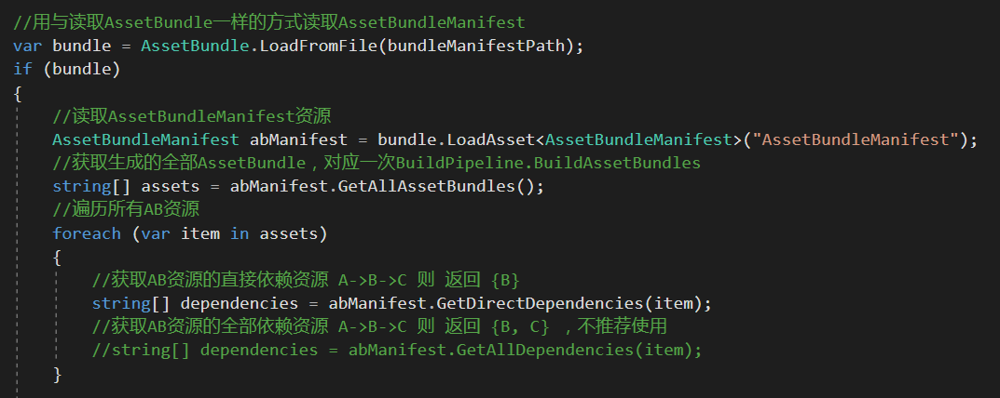 //用与读取AssetBundle一样的方式读取AssetBundleManifest
var bundle = AssetBundle.LoadFromFile(bundleManifestPath);
if (bundle)
{
    //读取AssetBundleManifest资源
    AssetBundleManifest abManifest = bundle.LoadAsset<AssetBundleManifest>("AssetBundleManifest");
    //获取生成的全部AssetBundle，对应一次BuildPipeline.BuildAssetBundles
    string[] assets = abManifest.GetAllAssetBundles();
    //遍历所有AB资源
    foreach (var item in assets)
    {
        //获取AB资源的直接依赖资源 A->B->C 则 返回 {B}
        string[] dependencies = abManifest.GetDirectDependencies(item);
        //获取AB资源的全部依赖资源 A->B->C 则 返回 {B, C} ，不推荐使用
        //string[] dependencies = abManifest.GetAllDependencies(item);
    }